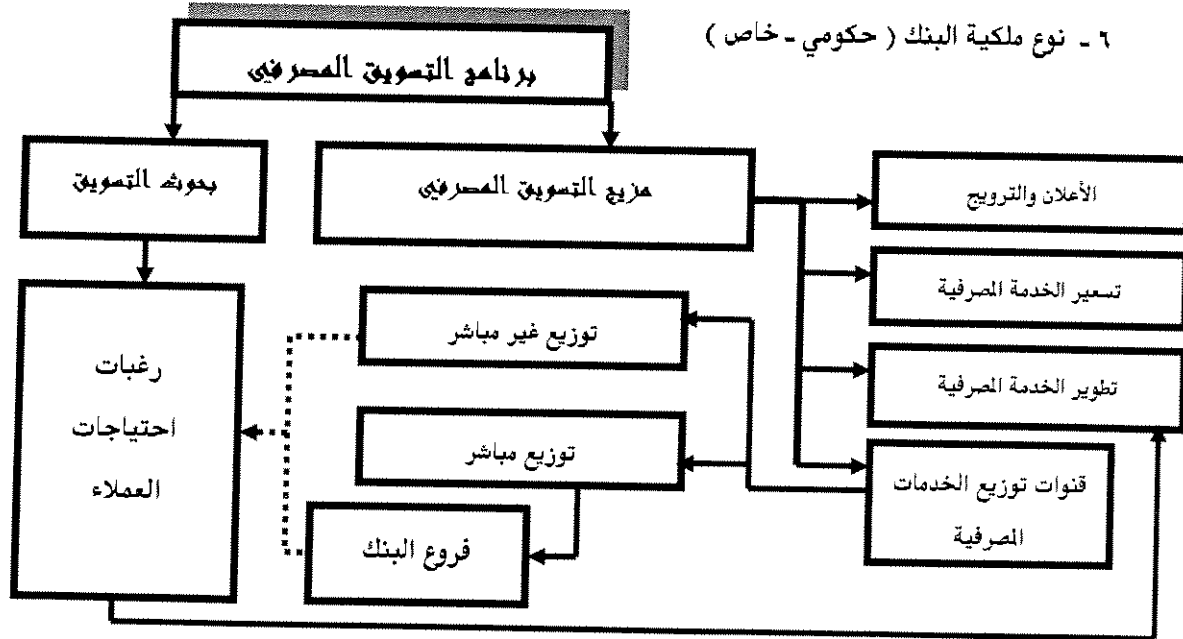 ٦ - نوع ملكية البنك ( حكومي - خاص )
برنامج التسويق المصرفي
بحوث التسويق
مزيج التسويق المصرفي
الأعلان والترويج
تسعير الخدمة المصرفية
تطوير الخدمة المصرفية
قنوات توزيع الخدمات
المصرفية
توزيع غير مباشر
توزيع مباشر
فروع البنك
رغبات
احتياجات
العملاء